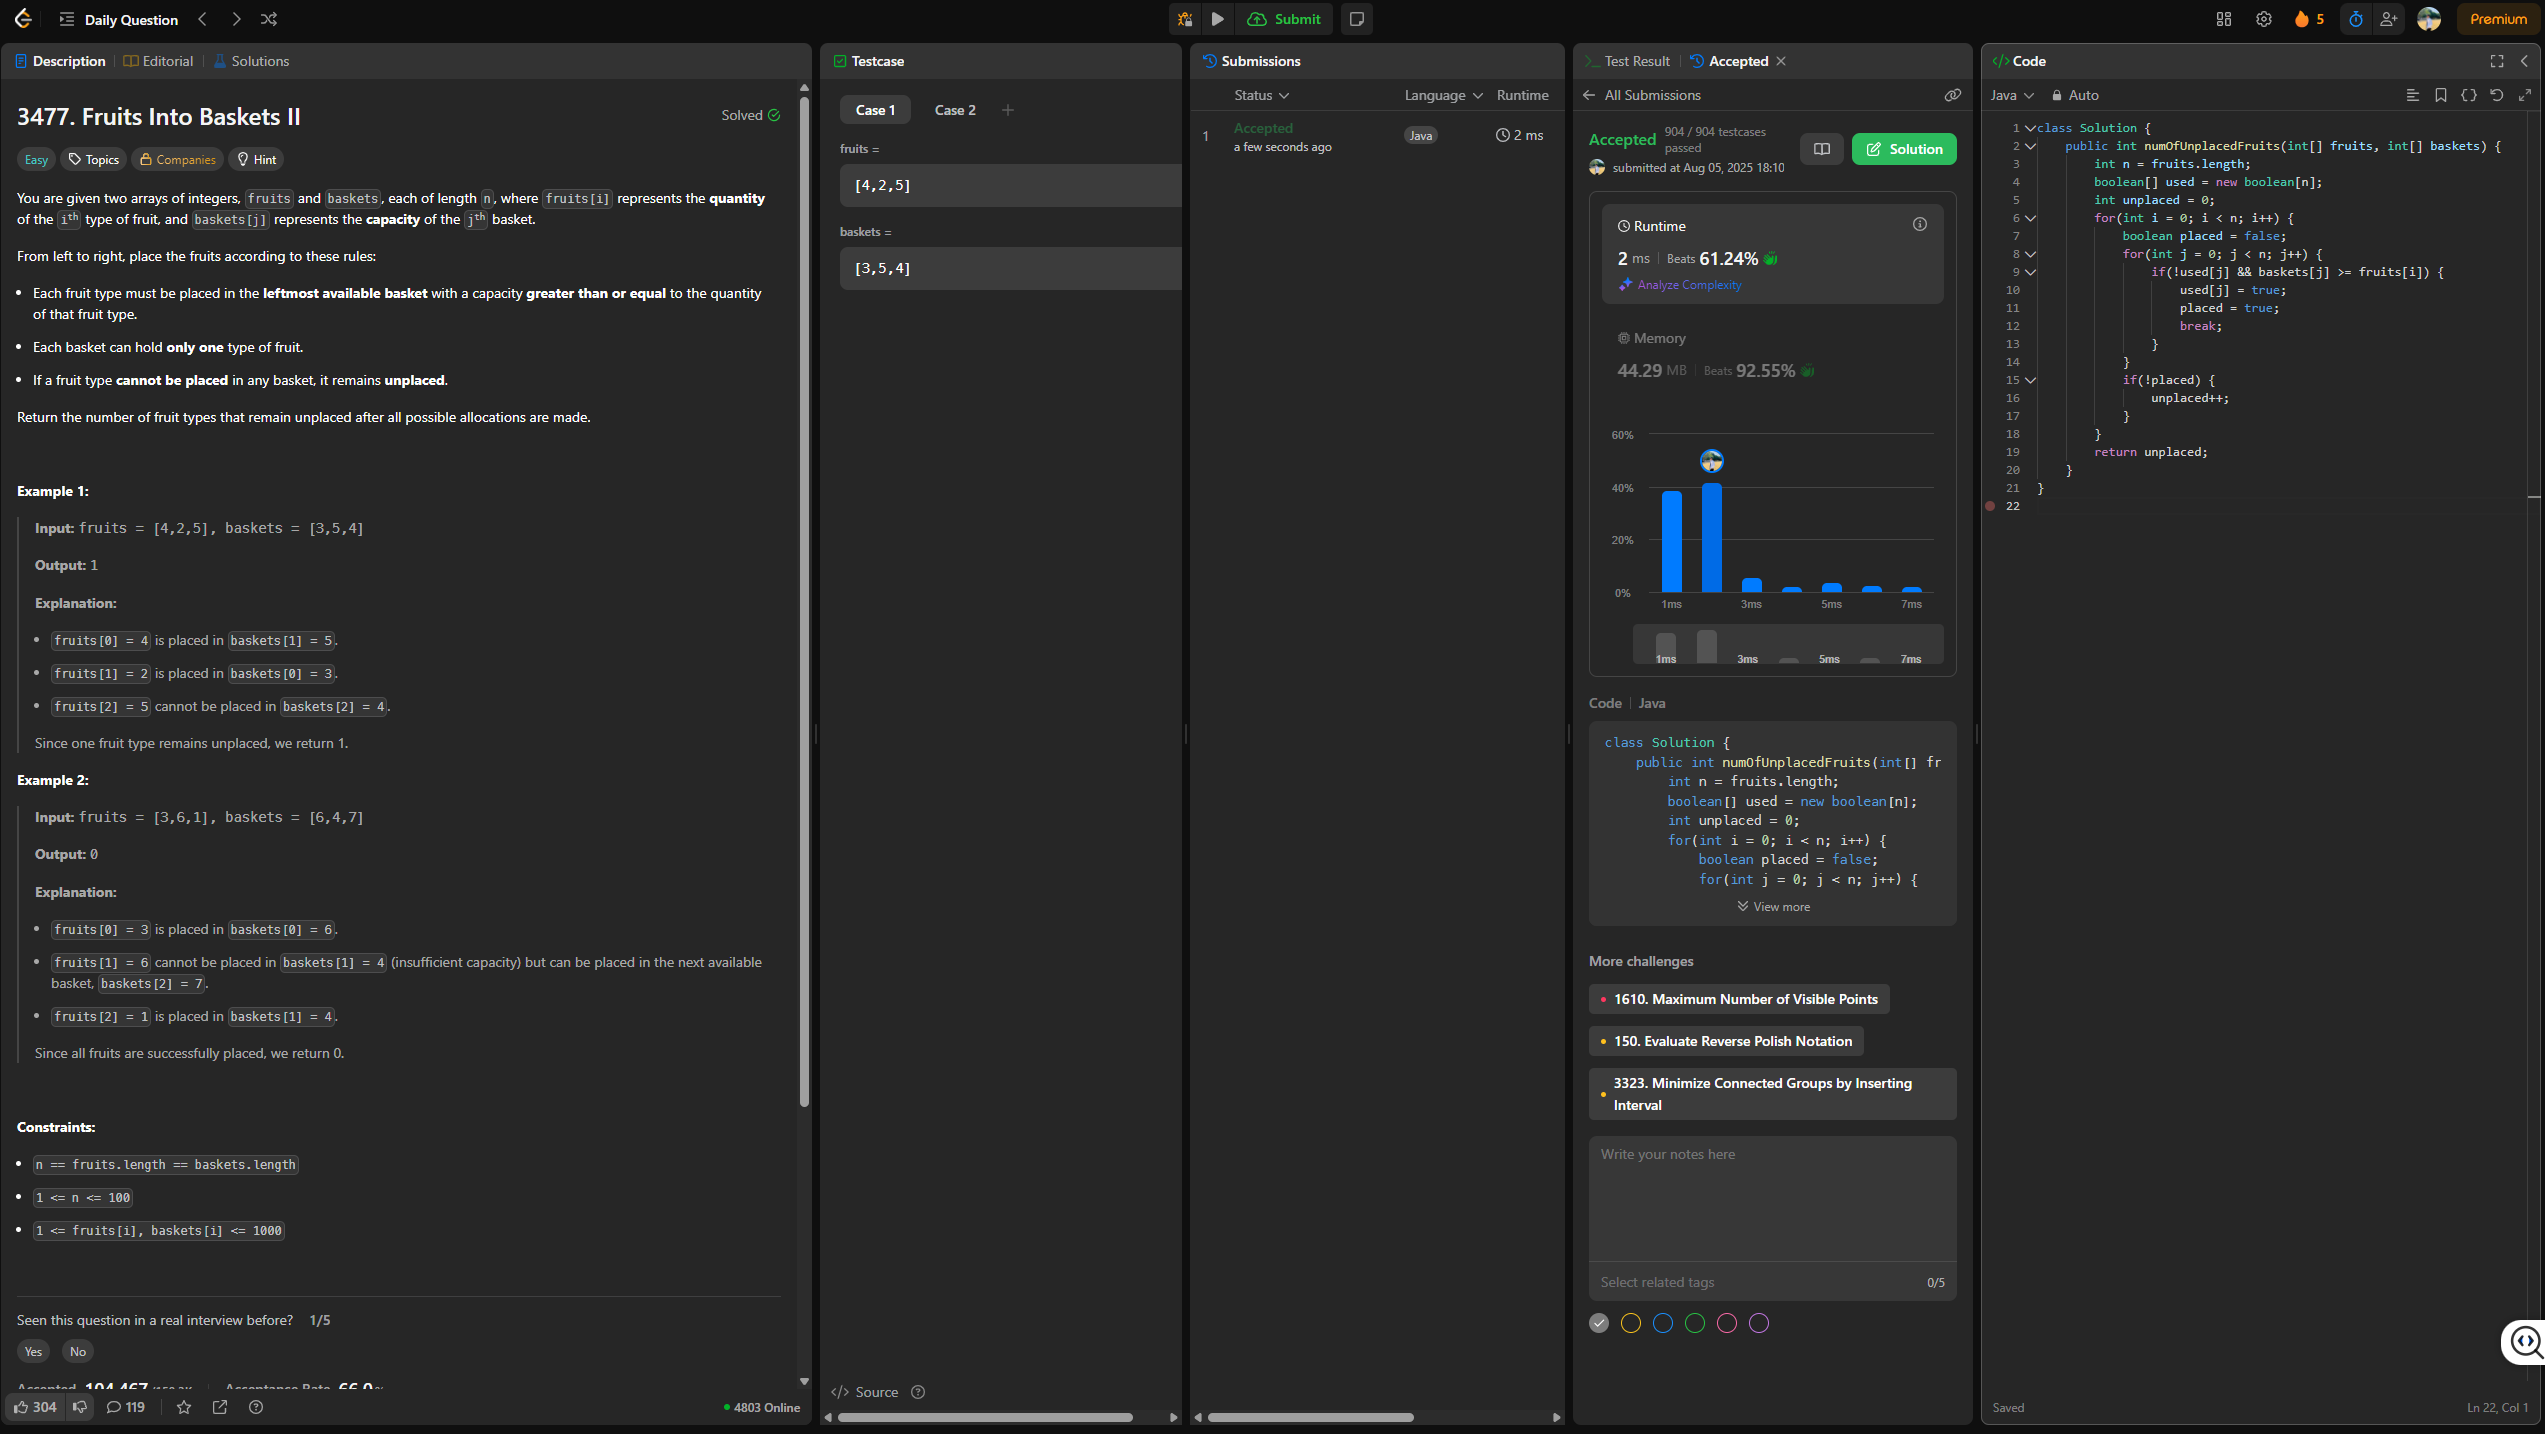 Daily Question
Submit
5
Premium
Description
Editorial
Solutions
3477. Fruits Into Baskets II
Solved
Easy
Topics
Companies
Hint
You are given two arrays of integers, fruits and baskets, each of length n, where fruits[i] represents the quantity
of the ith type of fruit, and baskets[j] represents the capacity of the jth basket.
From left to right, place the fruits according to these rules:
Each fruit type must be placed in the leftmost available basket with a capacity greater than or equal to the quantity
of that fruit type.
Each basket can hold only one type of fruit.
If a fruit type cannot be placed in any basket, it remains unplaced.
Return the number of fruit types that remain unplaced after all possible allocations are made.
Example 1:
Input: fruits = [4,2,5], baskets = [3,5,4]
Output: 1
Explanation:
fruits[0] = 4 is placed in baskets[1] = 5.
fruits[1] = 2 is placed in baskets[0] = 3.
fruits[2] = 5 cannot be placed in baskets[2] = 4.
Since one fruit type remains unplaced, we return 1.
Example 2:
Input: fruits = [3,6,1], baskets = [6,4,7]
Output: 0
Explanation:
fruits[0] = 3 is placed in baskets[0] = 6.
fruits[1] = 6 cannot be placed in baskets[1] = 4 (insufficient capacity) but can be placed in the next available
basket, baskets[2] = 7.
fruits[2] = 1 is placed in baskets[1] = 4.
Since all fruits are successfully placed, we return 0.
Constraints:
n == fruits.length == baskets.length
1 <= n <= 100
1 <= fruits[i], baskets[i] <= 1000
Seen this question in a real interview before? 1/5
Yes
No
Accepted 104,467 Acceptance Rate 66.0
304
119
4803 Online
Testcase
Case 1
Case 2
fruits =
[4,2,5]
baskets =
[3,5,4]
</> Source
Submissions
Status
Language
Runtime
1
Accepted
a few seconds ago
Java
2 ms
Test Result
Accepted
All Submissions
Accepted
904 / 904 testcases
passed
submitted at Aug 05, 2025 18:10
Solution
Runtime
2 ms
Beats 61.24%
Analyze Complexity
Memory
44.29 MB
Beats 92.55%
60%
40%
20%
0%
1ms 3ms 5ms 7ms
1ms 3ms 5ms 7ms
Code
Java
class Solution {
public int numOfUnplacedFruits(int[] fr
int n = fruits.length;
boolean[] used = new boolean[n];
int unplaced = 0;
for(int i = 0; i < n; i++) {
boolean placed = false;
for(int j = 0; j < n; j++) {
View more
More challenges
1610. Maximum Number of Visible Points
150. Evaluate Reverse Polish Notation
3323. Minimize Connected Groups by Inserting
Interval
Write your notes here
Select related tags
0/5
</> Code
Java
Auto
1 class Solution {
2 public int numOfUnplacedFruits(int[] fruits, int[] baskets) {
3 int n = fruits.length;
4 boolean[] used = new boolean[n];
5 int unplaced = 0;
6 for(int i = 0; i < n; i++) {
7 boolean placed = false;
8 for(int j = 0; j < n; j++) {
9 if(!used[j] && baskets[j] >= fruits[i]) {
10 used[j] = true;
11 placed = true;
12 break;
13 }
14 }
15 if(!placed) {
16 unplaced++;
17 }
18 }
19 return unplaced;
20 }
21 }
22
Saved
Ln 22, Col 1